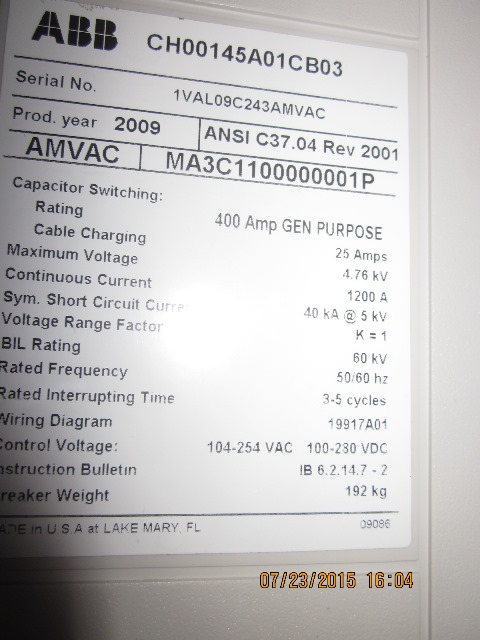 ABB CH00145A01CB03
Serial No. 1VAL09C243AMVAC
Prod. year 2009 ANSI C37.04 Rev 2001
AMVAC MA3C1100000001P
Capacitor Switching:
Rating 400 Amp GEN PURPOSE
Cable Charging 25 Amps
Maximum Voltage 4.76 kV
Continuous Current 1200 A
Sym. Short Circuit Curre 40 kA @ 5 kV
Voltage Range Factor K = 1
BIL Rating 60 kV
Rated Frequency 50/60 hz
Rated Interrupting Time 3-5 cycles
Wiring Diagram 19917A01
Control Voltage: 104-254 VAC 100-280 VDC
nstruction Bulletin IB 6.2.14.7 - 2
reaker Weight 192 kg
ADE in U.S.A at LAKE MARY, FL 09086
07/23/2015 16:04